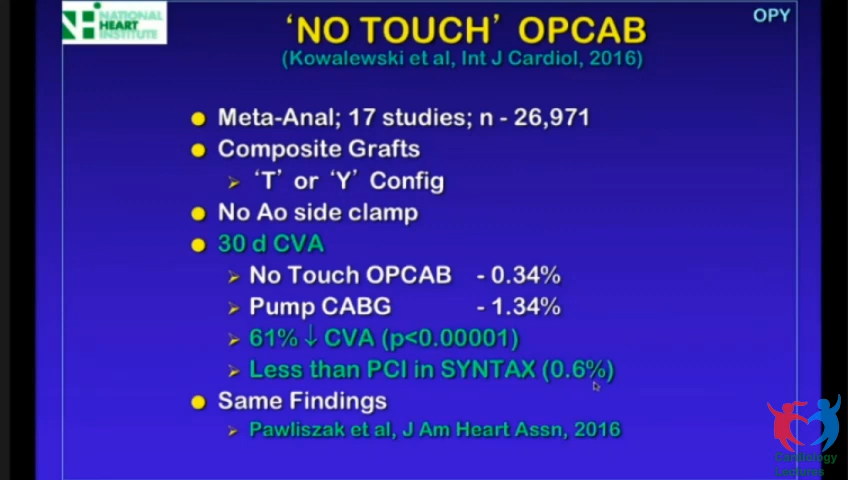 NATIONAL
HEART
INSTITUTE
OPY
‘NO TOUCH’ OPCAB
(Kowalewski et al, Int J Cardiol, 2016)
Meta-Anal; 17 studies; n - 26,971
Composite Grafts
‘T’ or ‘Y’ Config
No Ao side clamp
30 d CVA
No Touch OPCAB - 0.34%
Pump CABG - 1.34%
61% ↓ CVA (p<0.00001)
Less than PCI in SYNTAX (0.6%)
Same Findings
Pawliszak et al, J Am Heart Assn, 2016
Cardiology
Lectures